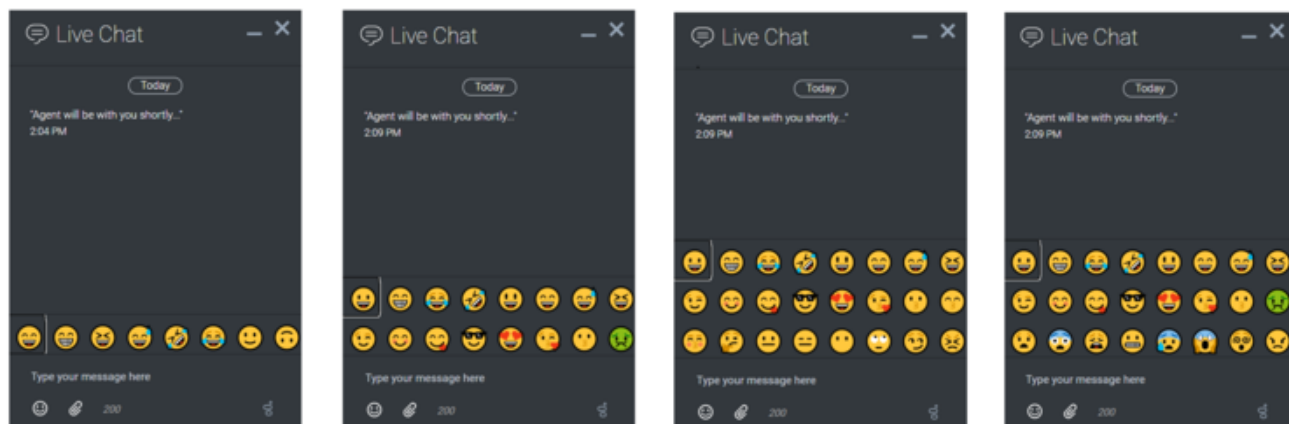 Live Chat
Today
"Agent will be with you shortly..."
2:04 PM
Type your message here
200
Live Chat
Today
"Agent will be with you shortly..."
2:09 PM
Type your message here
200
Live Chat
Today
"Agent will be with you shortly..."
2:09 PM
Type your message here
200
Live Chat
Today
"Agent will be with you shortly..."
2:09 PM
Type your message here
200